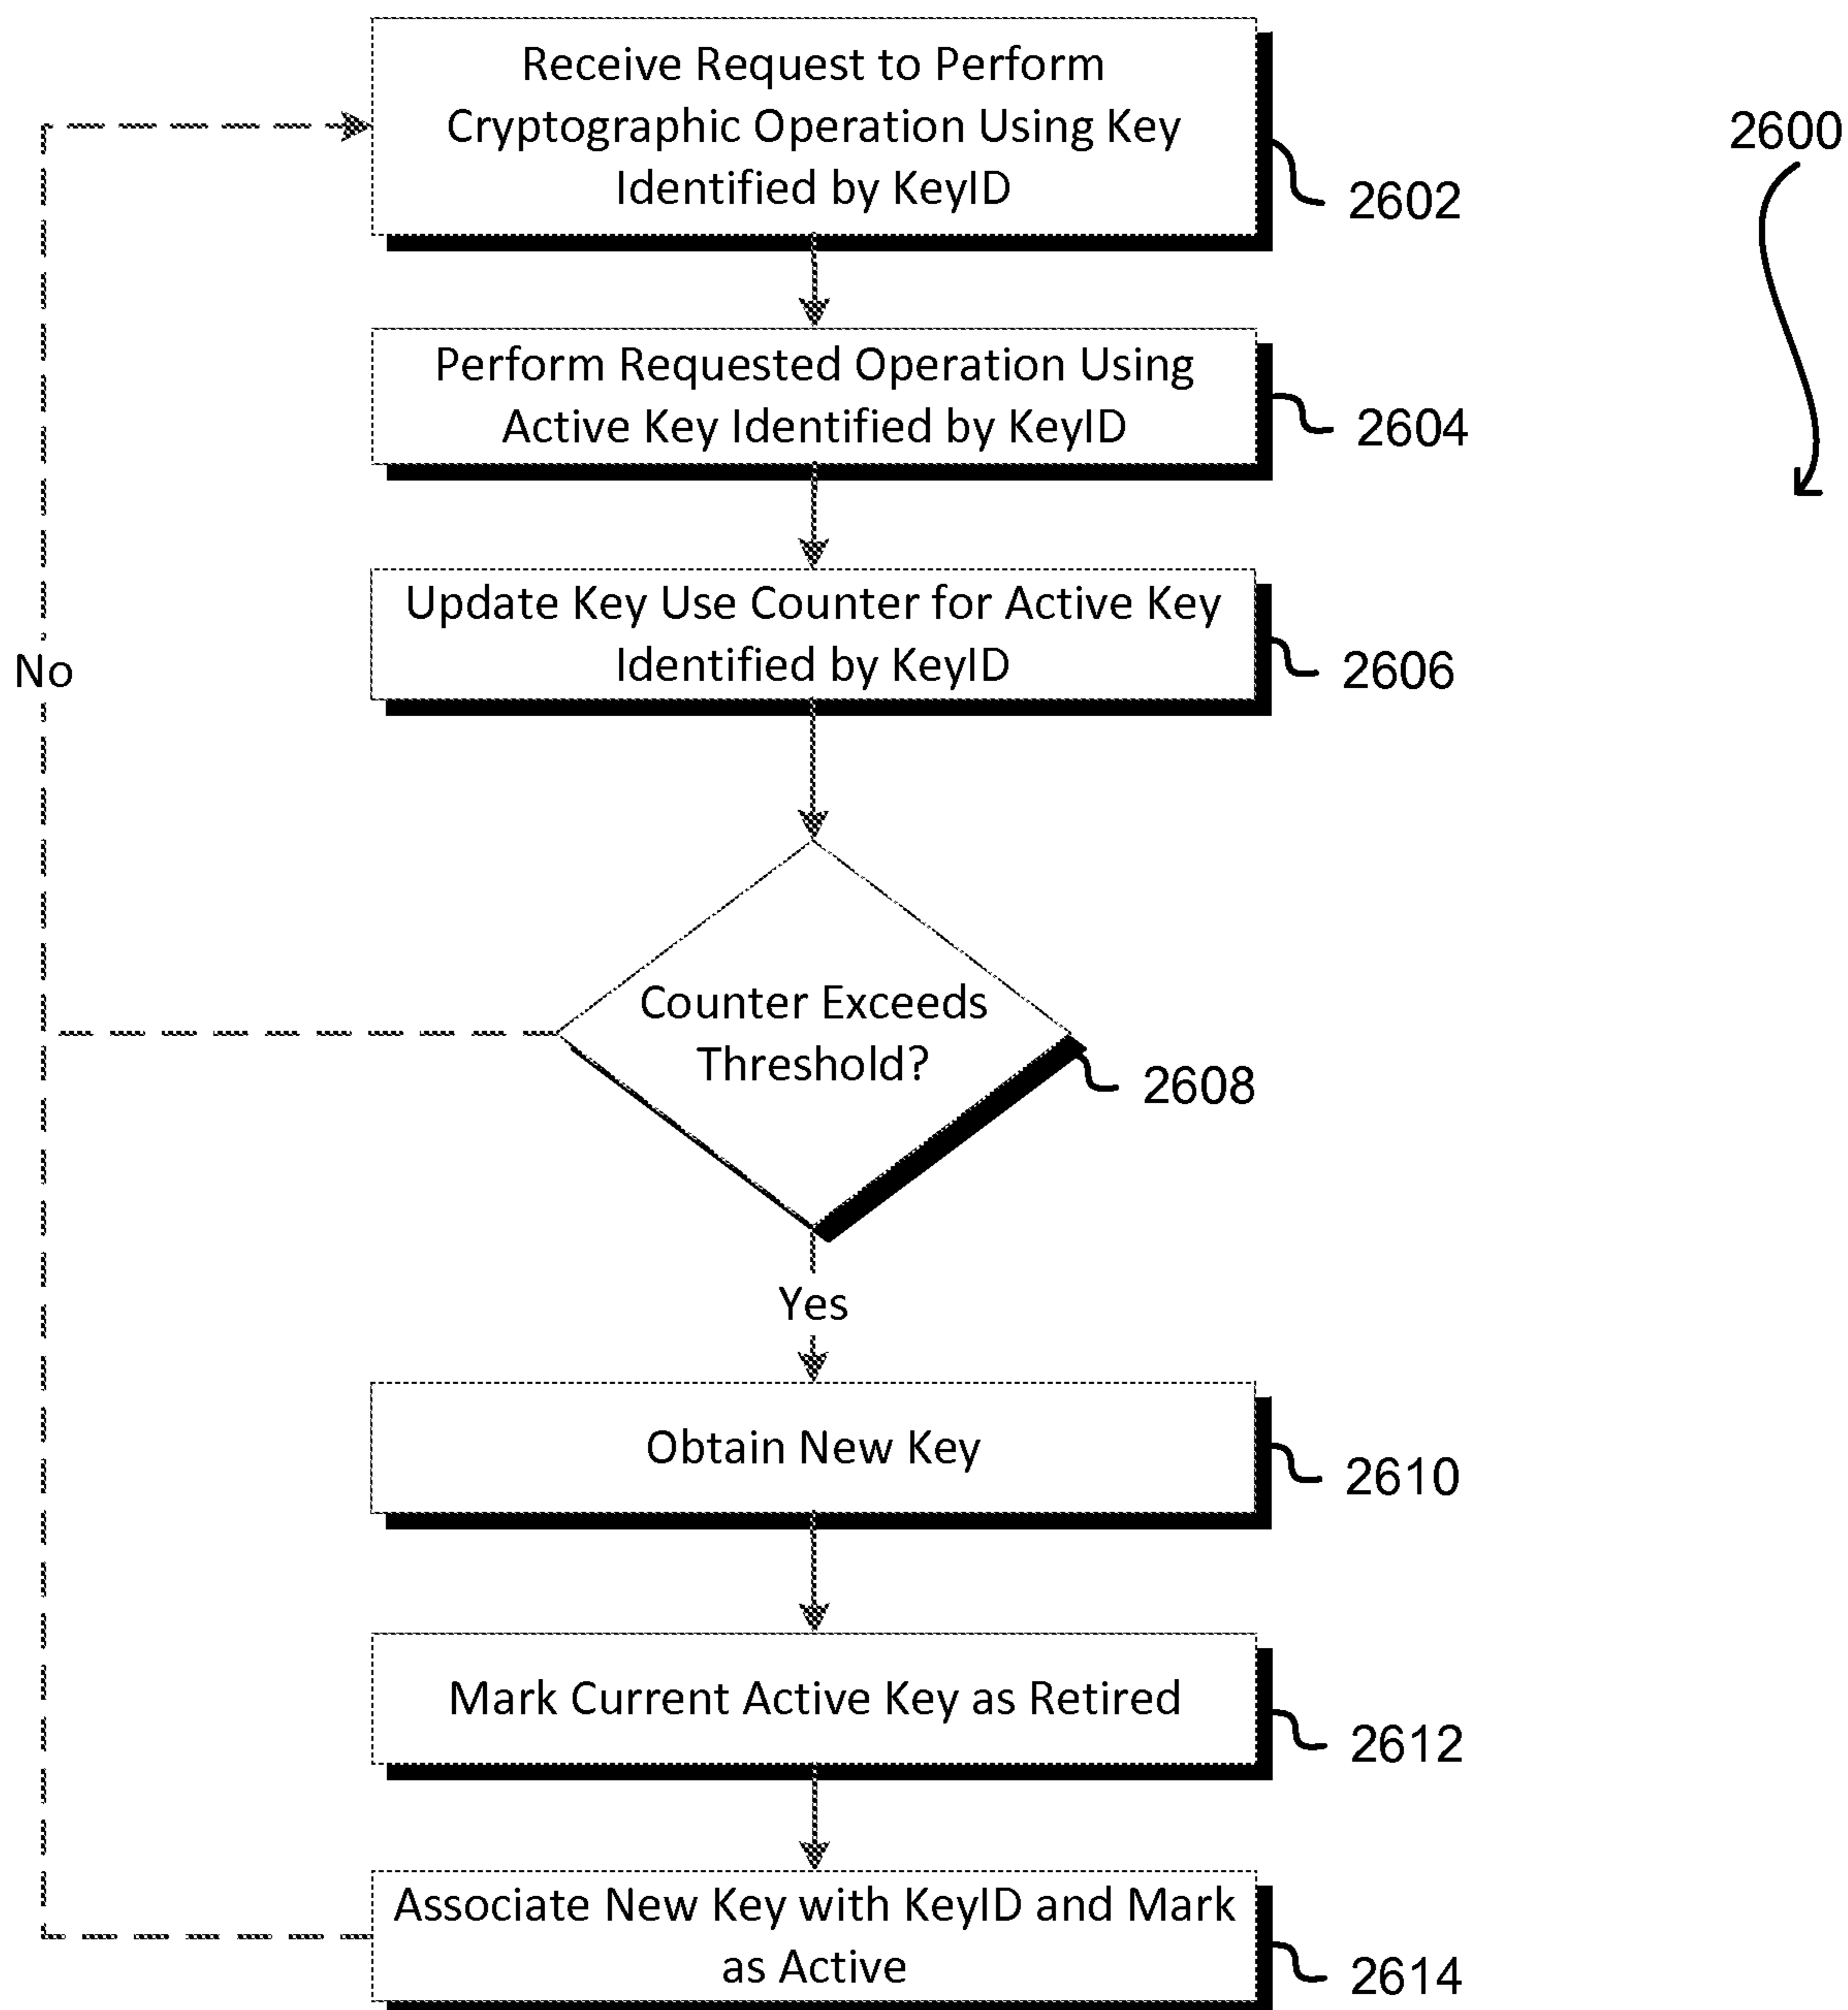 Receive Request to Perform
Cryptographic Operation Using Key
Identified by KeyID
2600
2602
Perform Requested Operation Using
Active Key Identified by KeyID
2604
Update Key Use Counter for Active Key
Identified by KeyID
2606
No
Counter Exceeds
Threshold?
2608
Yes
Obtain New Key
2610
Mark Current Active Key as Retired
2612
Associate New Key with KeyID and Mark
as Active
2614